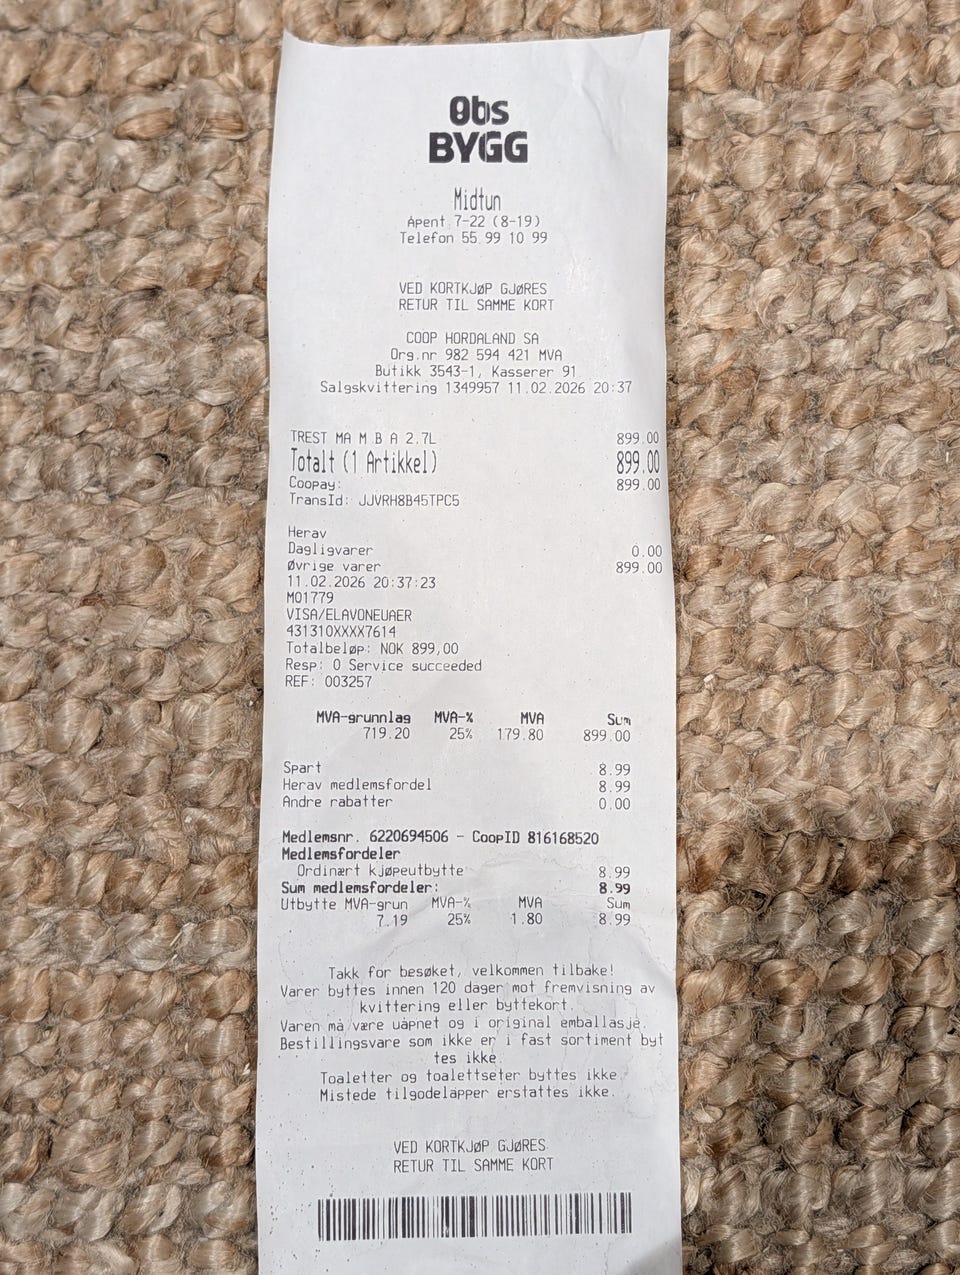 Obs
BYGG
Midtun
Åpent 7-22 (8-19)
Telefon 55 99 10 99
VED KORTKJØP GJØRES
RETUR TIL SAMME KORT
COOP HORDALAND SA
Org.nr 982 594 421 MVA
Butikk 3543-1, Kasserer 91
Salgskvittering 1349957 11.02.2026 20:37
TREST MA M B A 2.7L 899.00
Totalt (1 Artikkel) 899.00
Coopay: 899.00
TransId: JJVRH8B45TPC5
Herav
Dagligvarer 0.00
Øvrige varer 899.00
11.02.2026 20:37:23
M01779
VISA/ELAVONEUAER
431310XXXX7614
Totalbeløp: NOK 899,00
Resp: 0 Service succeeded
REF: 003257
MVA-grunnlag MVA-% MVA Sum
719.20 25% 179.80 899.00
Spart 8.99
Herav medlemsfordel 8.99
Andre rabatter 0.00
Medlemsnr. 6220694506 - CoopID 816168520
Medlemsfordeler
Ordinært kjøpeutbytte 8.99
Sum medlemsfordeler: 8.99
Utbytte MVA-grun MVA-% MVA Sum
7.19 25% 1.80 8.99
Takk for besøket, velkommen tilbake!
Varer byttes innen 120 dager mot fremvisning av
kvittering eller byttekort.
Varen må være uåpnet og i original emballasje.
Bestillingsvare som ikke er i fast sortiment byt
tes ikke.
Toaletter og toalettseter byttes ikke.
Mistede tilgodelapper erstattes ikke.
VED KORTKJØP GJØRES
RETUR TIL SAMME KORT